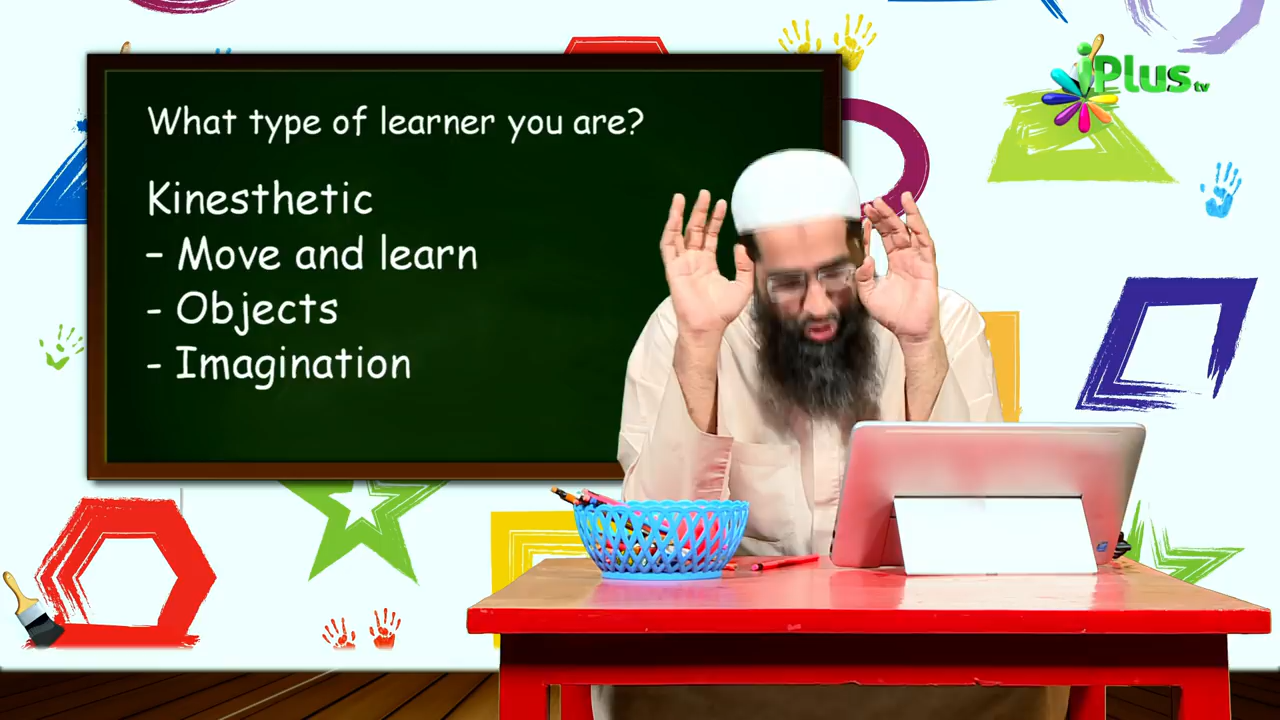 What type of learner you are?
Kinesthetic
– Move and learn
- Objects
- Imagination
iPlus tv